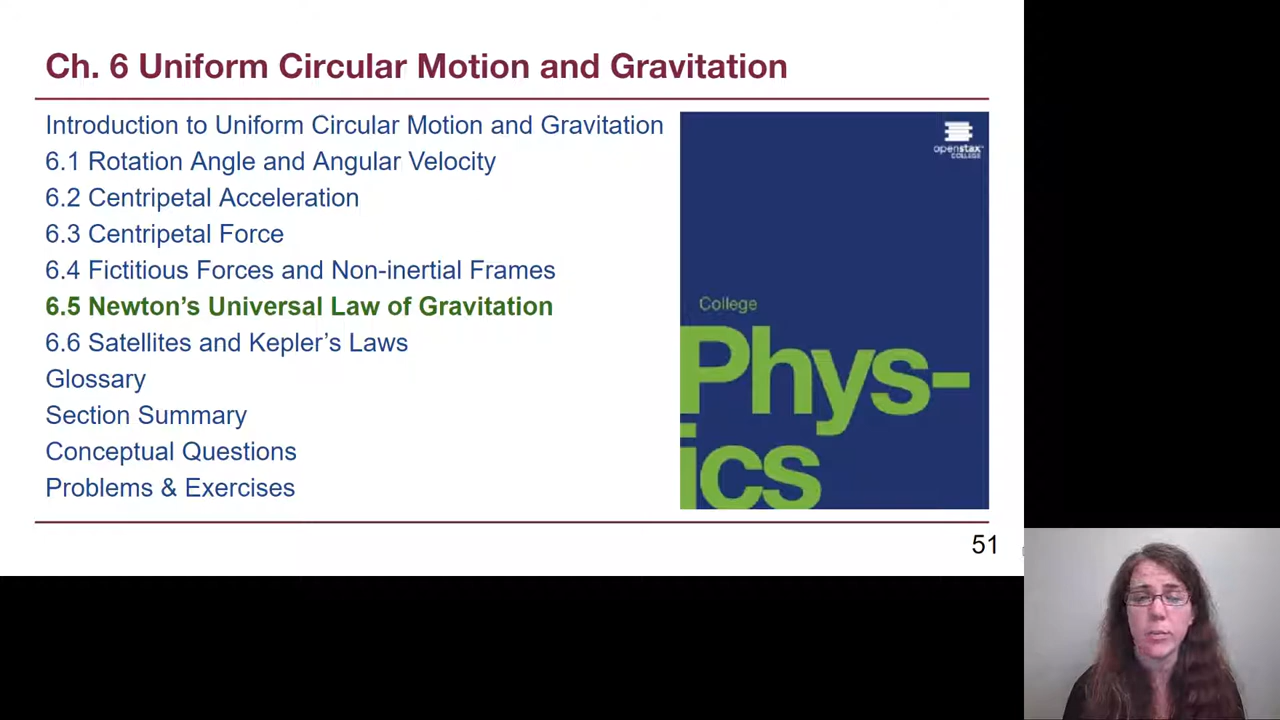 Ch. 6 Uniform Circular Motion and Gravitation
Introduction to Uniform Circular Motion and Gravitation
6.1 Rotation Angle and Angular Velocity
6.2 Centripetal Acceleration
6.3 Centripetal Force
6.4 Fictitious Forces and Non-inertial Frames
6.5 Newton’s Universal Law of Gravitation
6.6 Satellites and Kepler’s Laws
Glossary
Section Summary
Conceptual Questions
Problems & Exercises
openstax™
COLLEGE
College
Phys-
ics
51